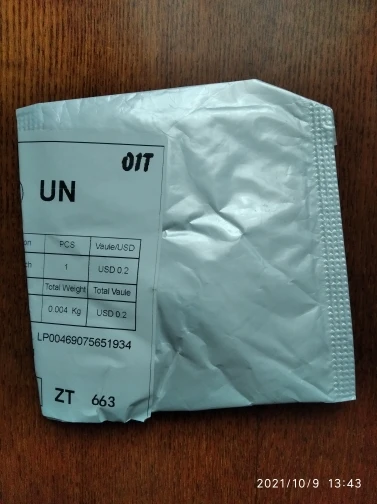 01T
UN
on PCS Vaule/USD
h 1 USD 0.2
Total Weight Total Vaule
0.004 Kg USD 0.2
LP00469075651934
ZT 663
2021/10/9 13:43